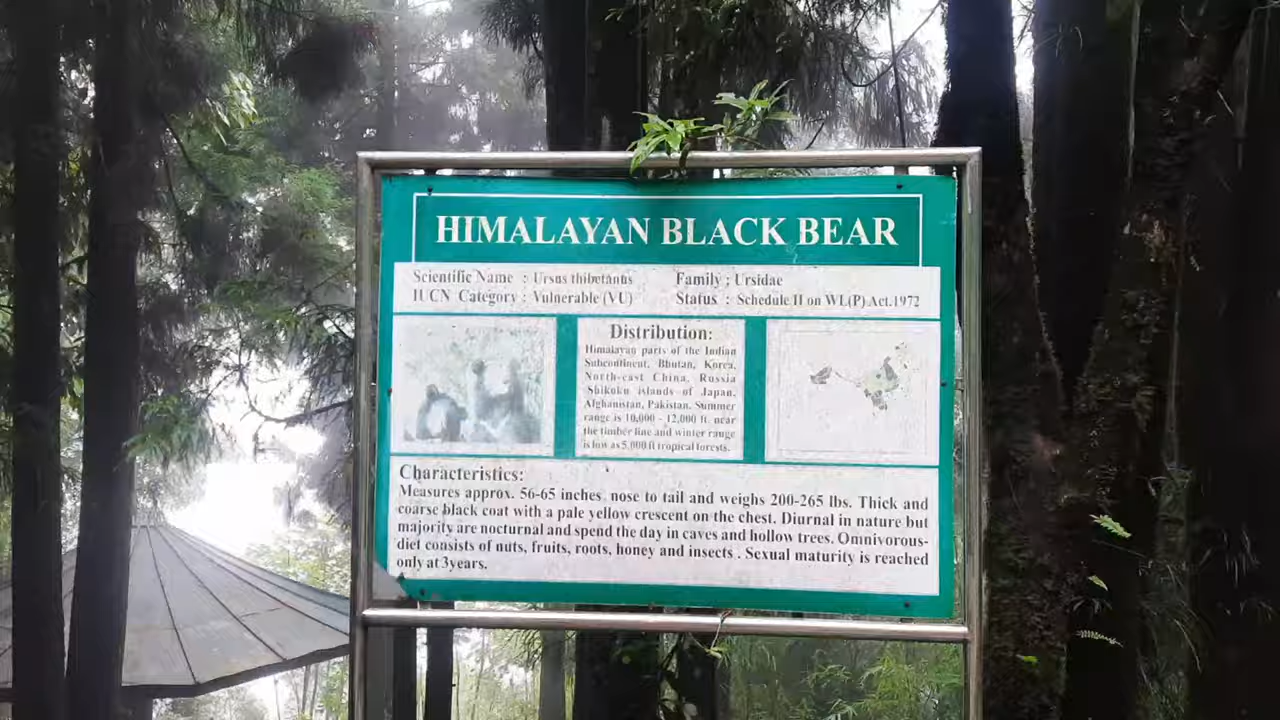 HIMALAYAN BLACK BEAR
Scientific Name : Ursus thibetanus Family : Ursidae
IUCN Category : Vulnerable (VU) Status : Schedule II on WL(P) Act.1972
Distribution:
Himalayan parts of the Indian
Subcontinent, Bhutan, Korea,
North-east China, Russia
Shikoku islands of Japan,
Afghanistan, Pakistan. Summer
range is 10,000 - 12,000 ft. near
the timber line and winter range
is low as 5,000 ft tropical forests.
Characteristics:
Measures approx. 56-65 inches nose to tail and weighs 200-265 lbs. Thick and
coarse black coat with a pale yellow crescent on the chest. Diurnal in nature but
majority are nocturnal and spend the day in caves and hollow trees. Omnivorous-
diet consists of nuts, fruits, roots, honey and insects . Sexual maturity is reached
only at 3years.